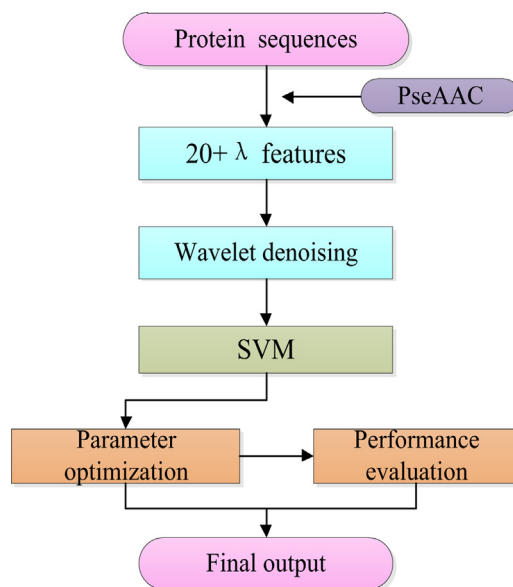 Protein sequences
PseAAC
20+ λ features
Wavelet denoising
SVM
Parameter
optimization
Performance
evaluation
Final output